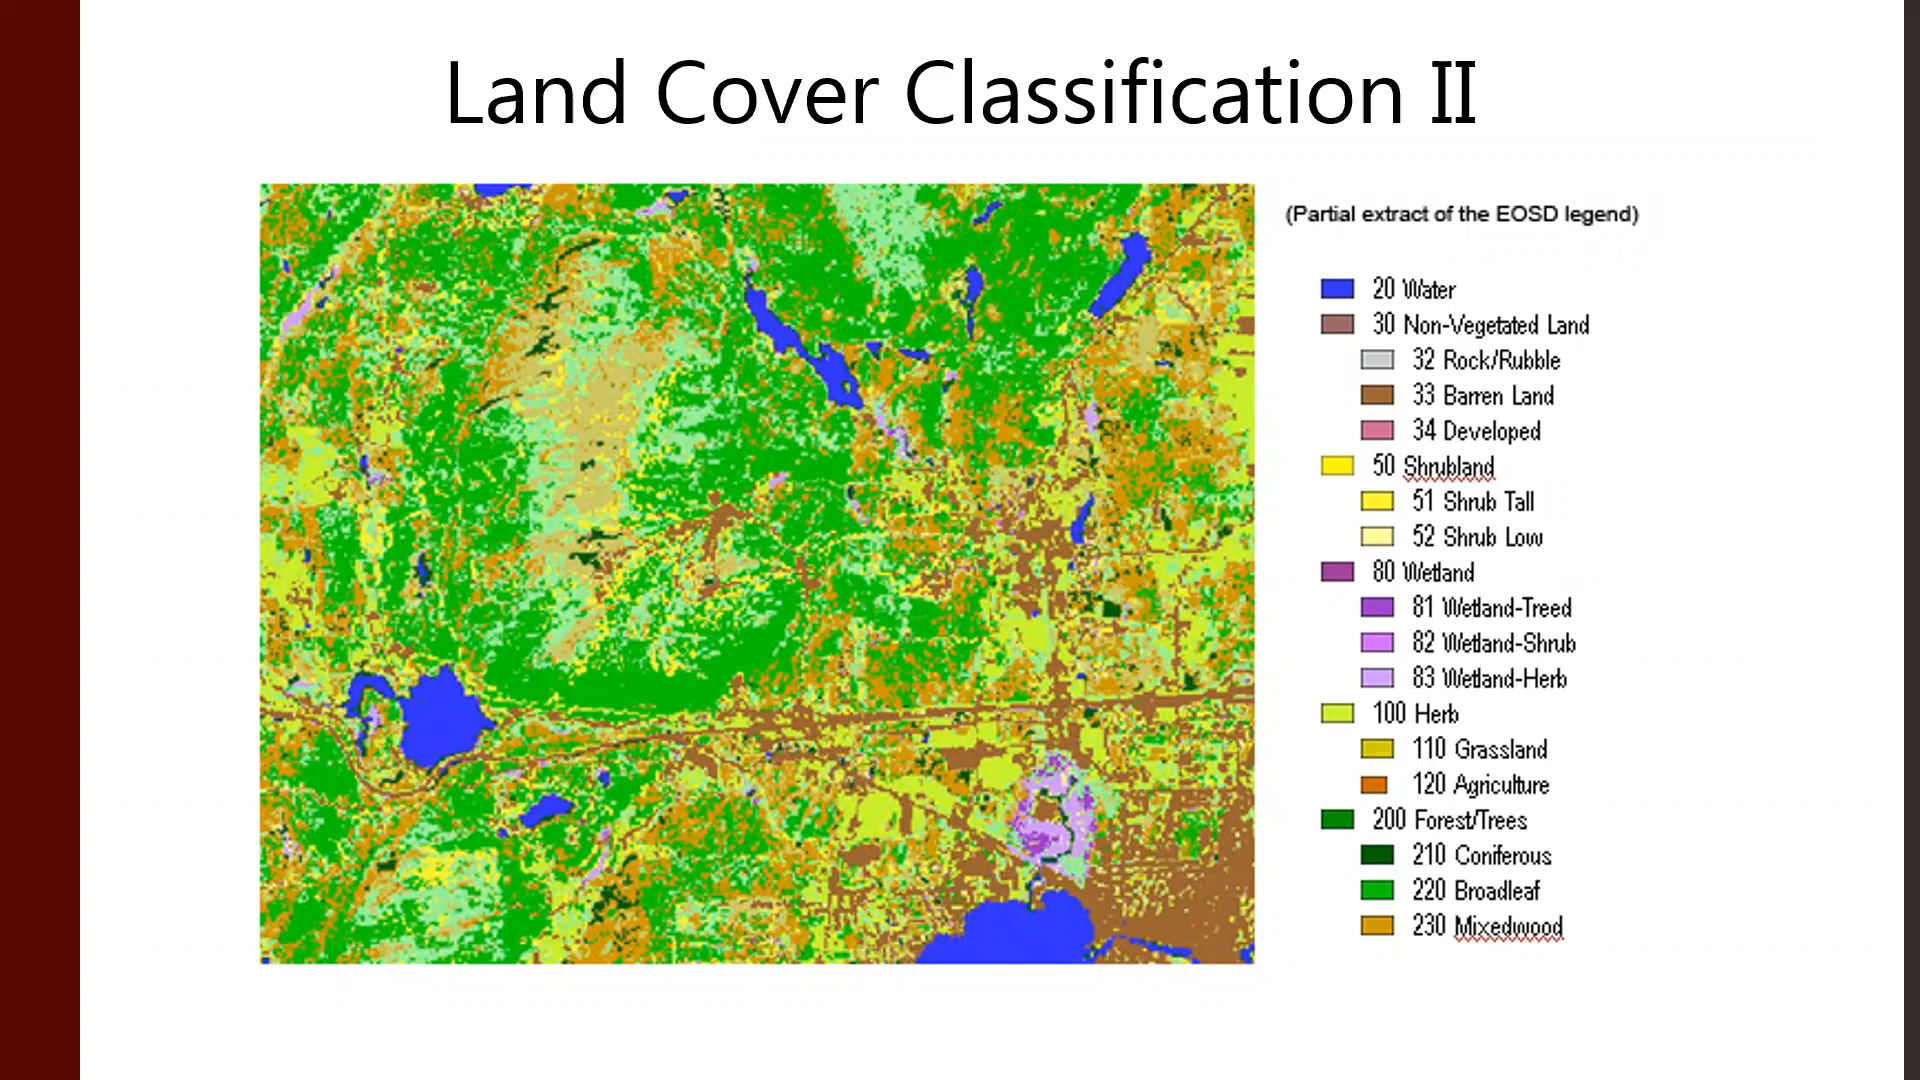 Land Cover Classification II
(Partial extract of the EOSD legend)
20 Water
30 Non-Vegetated Land
32 Rock/Rubble
33 Barren Land
34 Developed
50 Shrubland
51 Shrub Tall
52 Shrub Low
80 Wetland
81 Wetland-Treed
82 Wetland-Shrub
83 Wetland-Herb
100 Herb
110 Grassland
120 Agriculture
200 Forest/Trees
210 Coniferous
220 Broadleaf
230 Mixedwood